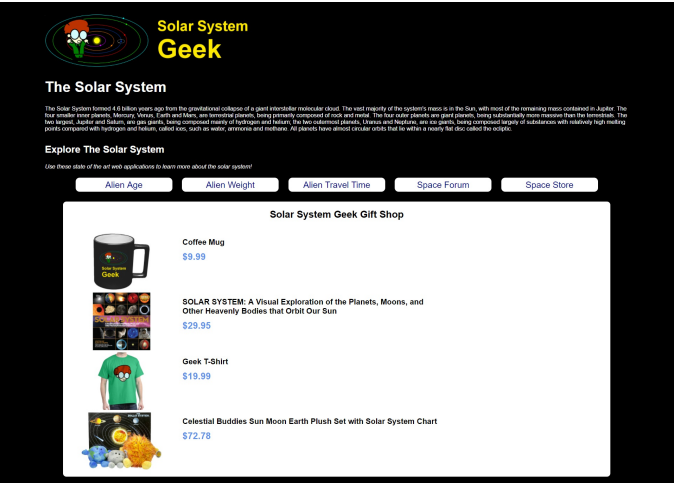 Solar System
Geek
The Solar System
The Solar System formed 4.6 billion years ago from the gravitational collapse of a giant interstellar molecular cloud. The vast majority of the system's mass is in the Sun, with most of the remaining mass contained in Jupiter. The
four smaller inner planets, Mercury, Venus, Earth and Mars, are terrestrial planets, being primarily composed of rock and metal. The four outer planets are giant planets, being substantially more massive than the terrestrials. The
two largest, Jupiter and Saturn, are gas giants, being composed mainly of hydrogen and helium; the two outermost planets, Uranus and Neptune, are ice giants, being composed largely of substances with relatively high melting
points compared with hydrogen and helium, called ices, such as water, ammonia and methane. All planets have almost circular orbits that lie within a nearly flat disc called the ecliptic.
Explore The Solar System
Use these state of the art web applications to learn more about the solar system!
Alien Age Alien Weight Alien Travel Time Space Forum Space Store
Solar System Geek Gift Shop
Coffee Mug
$9.99
Solar System
Geek
SOLAR SYSTEM: A Visual Exploration of the Planets, Moons, and
Other Heavenly Bodies that Orbit Our Sun
$29.95
SOLAR SYSTEM
Geek T-Shirt
$19.99
Celestial Buddies Sun Moon Earth Plush Set with Solar System Chart
$72.78